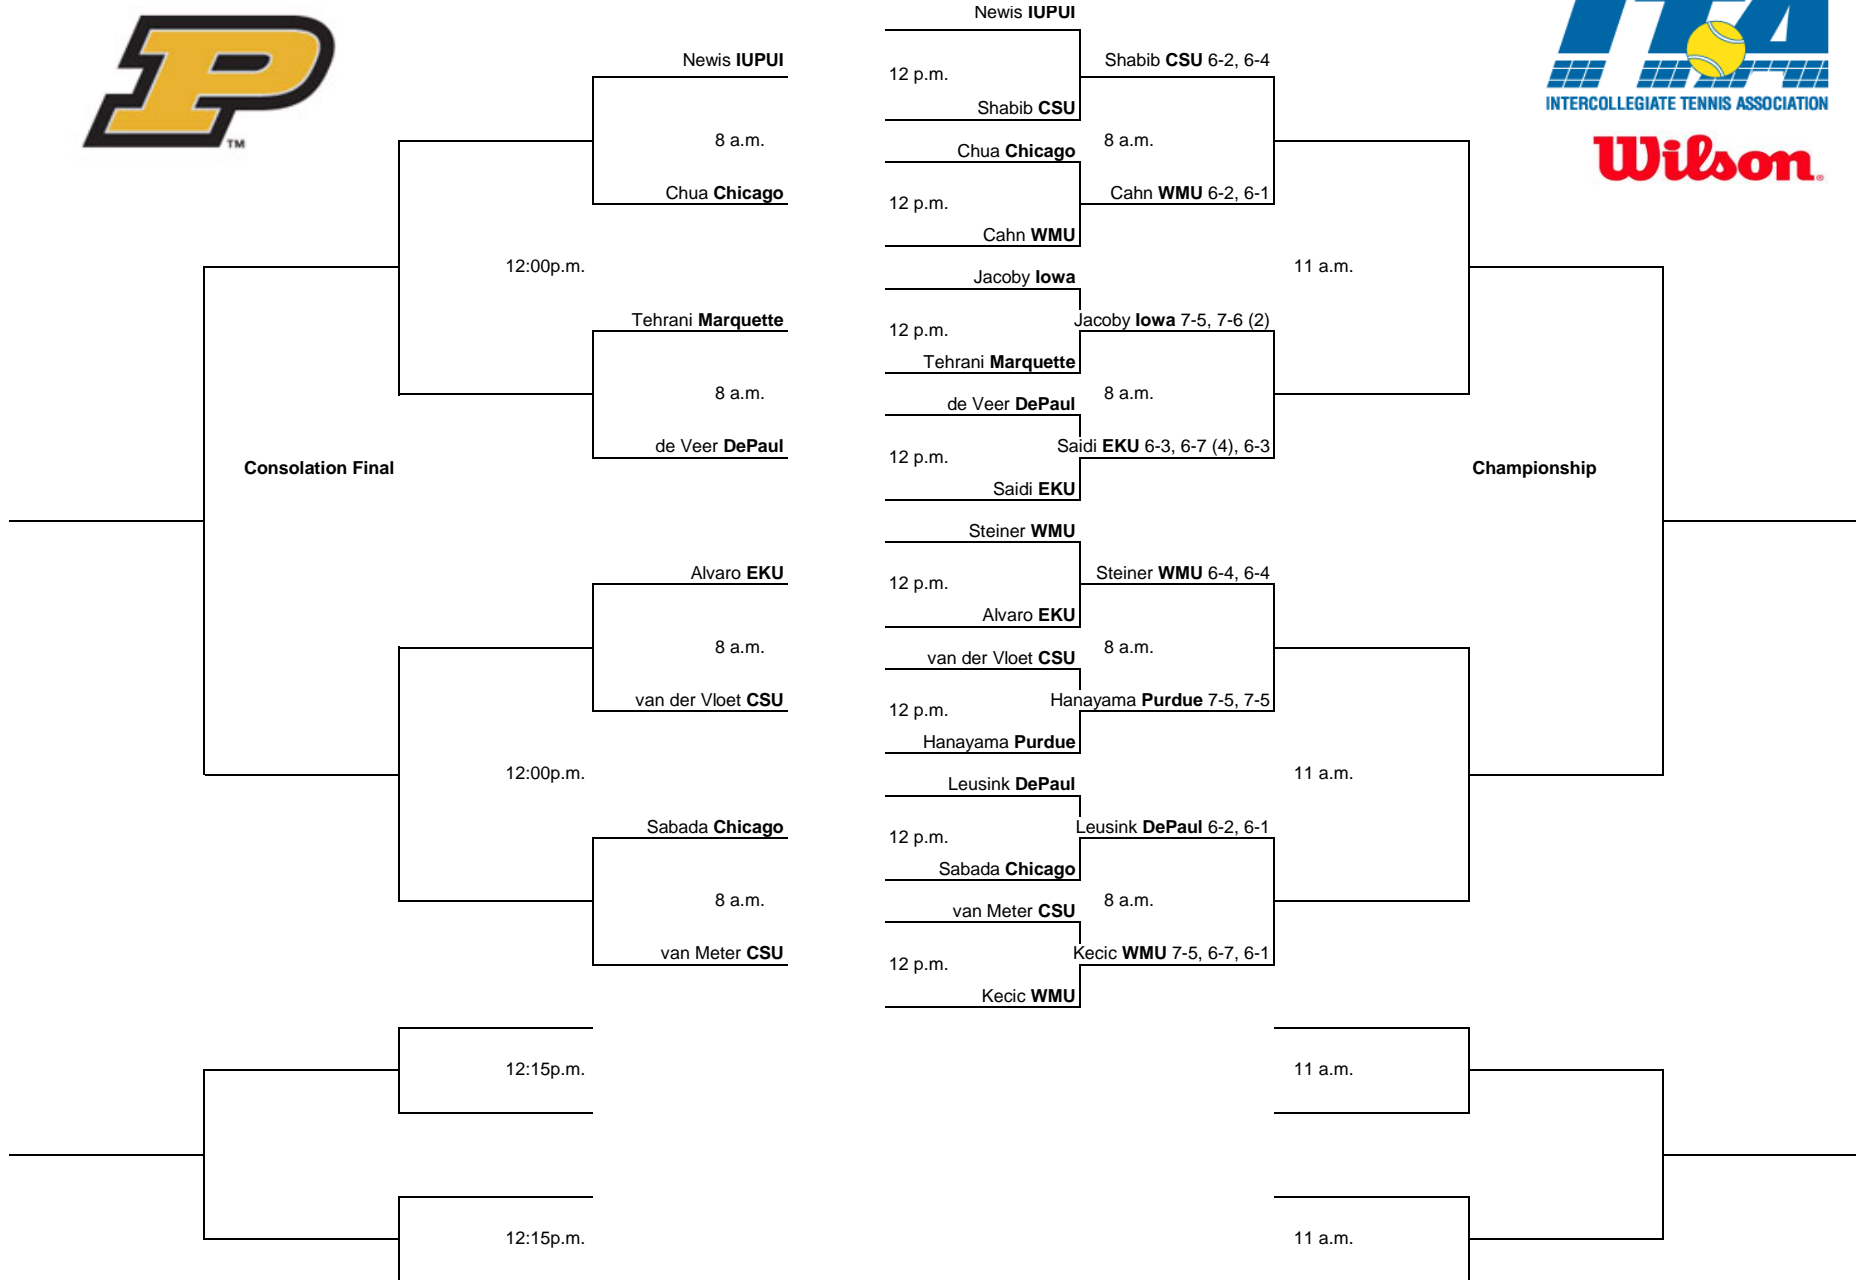 Newis IUPUI
ITA
Newis IUPUI
12 p.m.
Shabib CSU 6-2, 6-4
INTERCOLLEGIATE TENNIS ASSOCIATION
Shabib CSU
P
TM
8 a.m.
Chua Chicago
8 a.m.
Wilson®
Chua Chicago
12 p.m.
Cahn WMU 6-2, 6-1
Cahn WMU
12:00p.m.
Jacoby Iowa
11 a.m.
Tehrani Marquette
12 p.m.
Jacoby Iowa 7-5, 7-6 (2)
Tehrani Marquette
8 a.m.
de Veer DePaul
8 a.m.
de Veer DePaul
12 p.m.
Saidi EKU 6-3, 6-7 (4), 6-3
Consolation Final
Championship
Saidi EKU
Steiner WMU
Alvaro EKU
12 p.m.
Steiner WMU 6-4, 6-4
Alvaro EKU
8 a.m.
van der Vloet CSU
8 a.m.
van der Vloet CSU
12 p.m.
Hanayama Purdue 7-5, 7-5
Hanayama Purdue
12:00p.m.
Leusink DePaul
11 a.m.
Sabada Chicago
12 p.m.
Leusink DePaul 6-2, 6-1
Sabada Chicago
8 a.m.
van Meter CSU
8 a.m.
van Meter CSU
12 p.m.
Kecic WMU 7-5, 6-7, 6-1
Kecic WMU
12:15p.m.
11 a.m.
12:15p.m.
11 a.m.